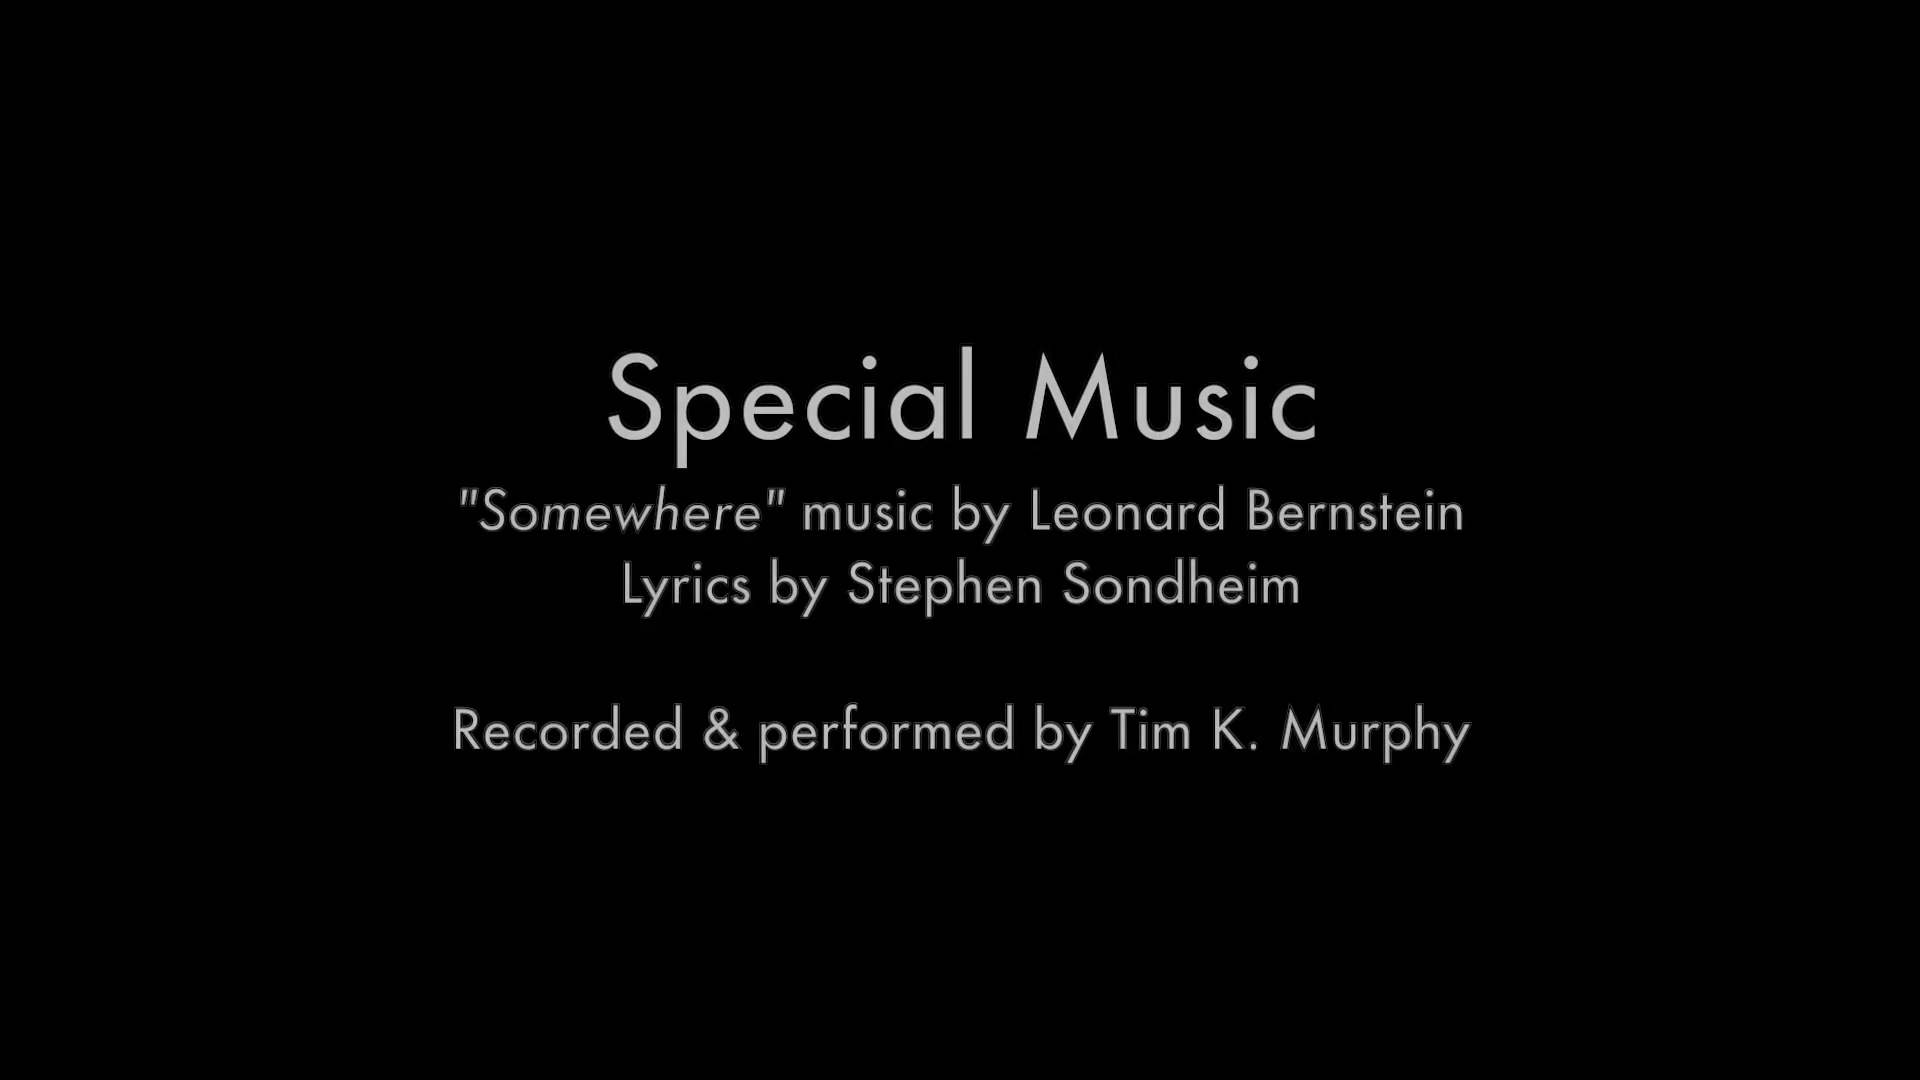 Special Music
"Somewhere" music by Leonard Bernstein
Lyrics by Stephen Sondheim
Recorded & performed by Tim K. Murphy